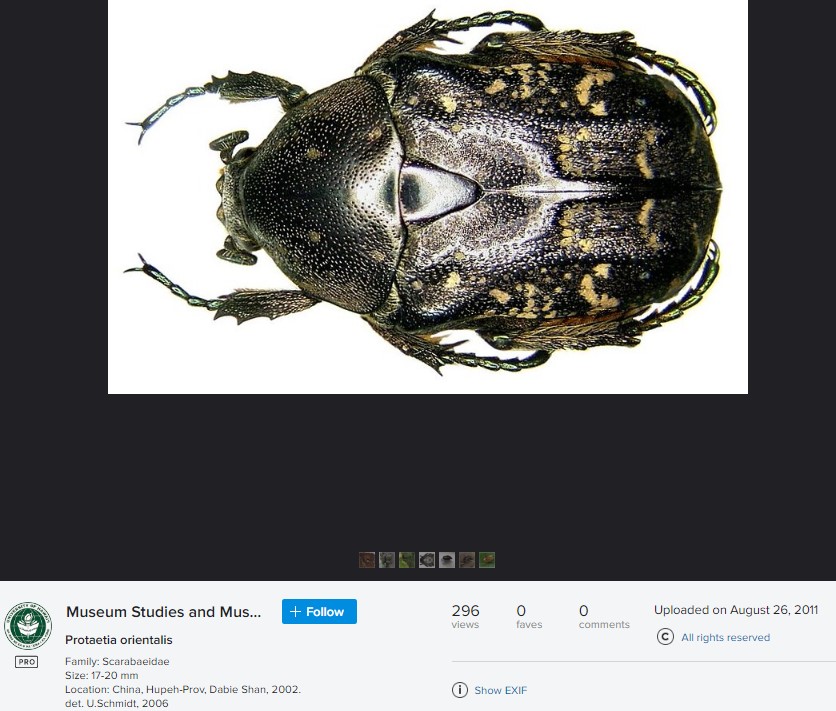 Museum Studies and Mus...
+ Follow
Protaetia orientalis
PRO
Family: Scarabaeidae
Size: 17-20 mm
Location: China, Hupeh-Prov, Dabie Shan, 2002.
det. U.Schmidt, 2006
296
views
0
faves
0
comments
Uploaded on August 26, 2011
© All rights reserved
Show EXIF